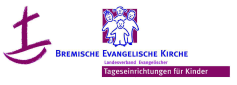 BREMISCHE EVANGELISCHE KIRCHE
Landesverband Evangelischer
Tageseinrichtungen für Kinder